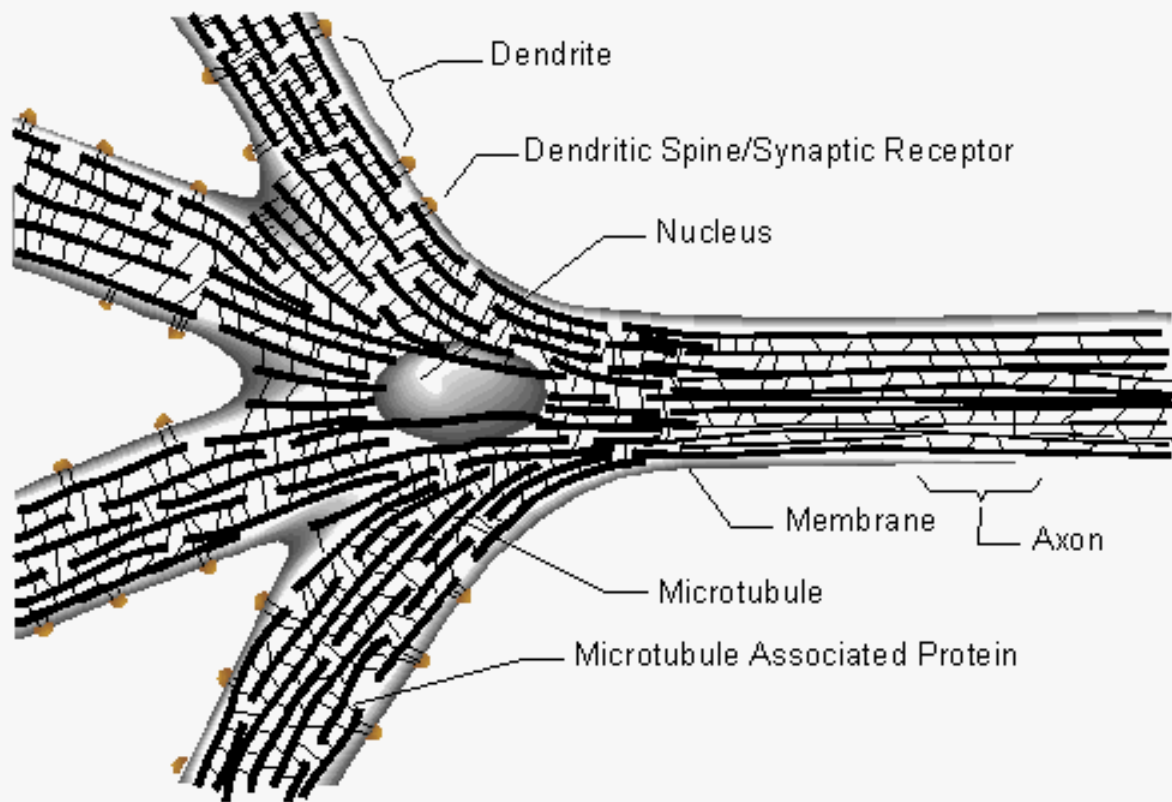 Dendrite
Dendritic Spine/Synaptic Receptor
Nucleus
Membrane
Axon
Microtubule
Microtubule Associated Protein